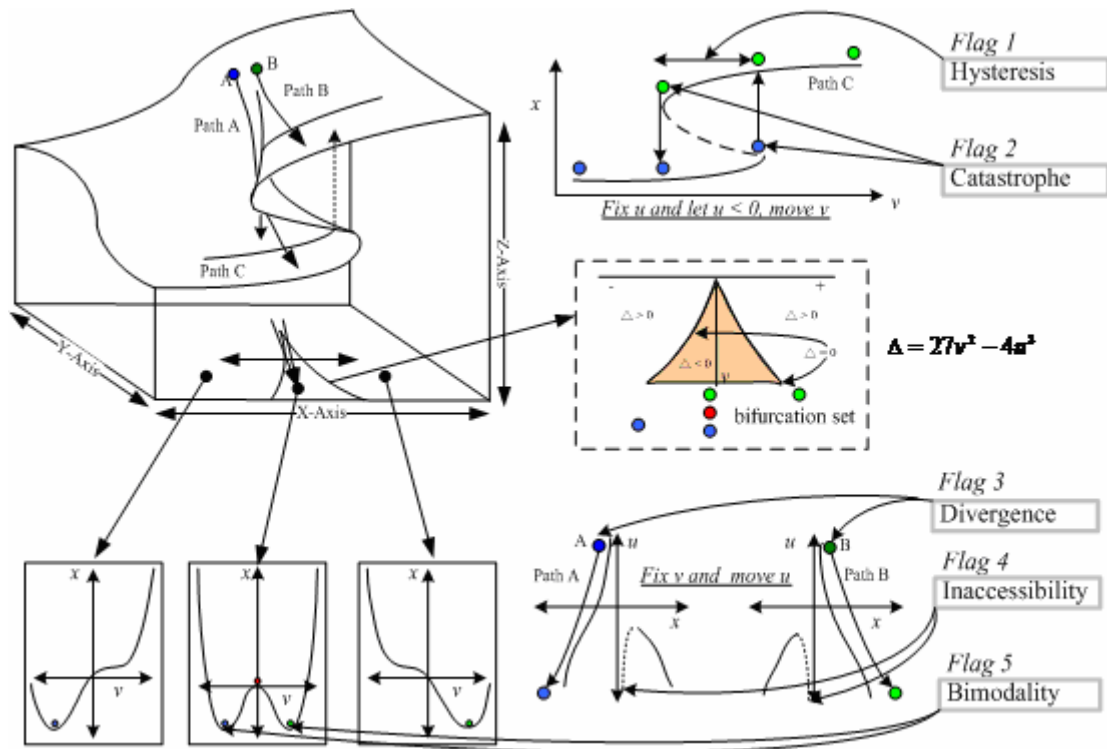 A
B
Path B
Path A
Path C
Z-Axis
Y-Axis
X-Axis
x
Path C
v
Fix u and let u < 0, move v
Flag 1
Hysteresis
Flag 2
Catastrophe
-
+
△ > 0
△ > 0
△ < 0
△ = 0
v
bifurcation set
Δ = 27v² − 4u³
Flag 3
Divergence
Flag 4
Inaccessibility
Flag 5
Bimodality
A
u
Path A
x
Fix v and move u
u
B
Path B
x
x
v
x
v
x
v